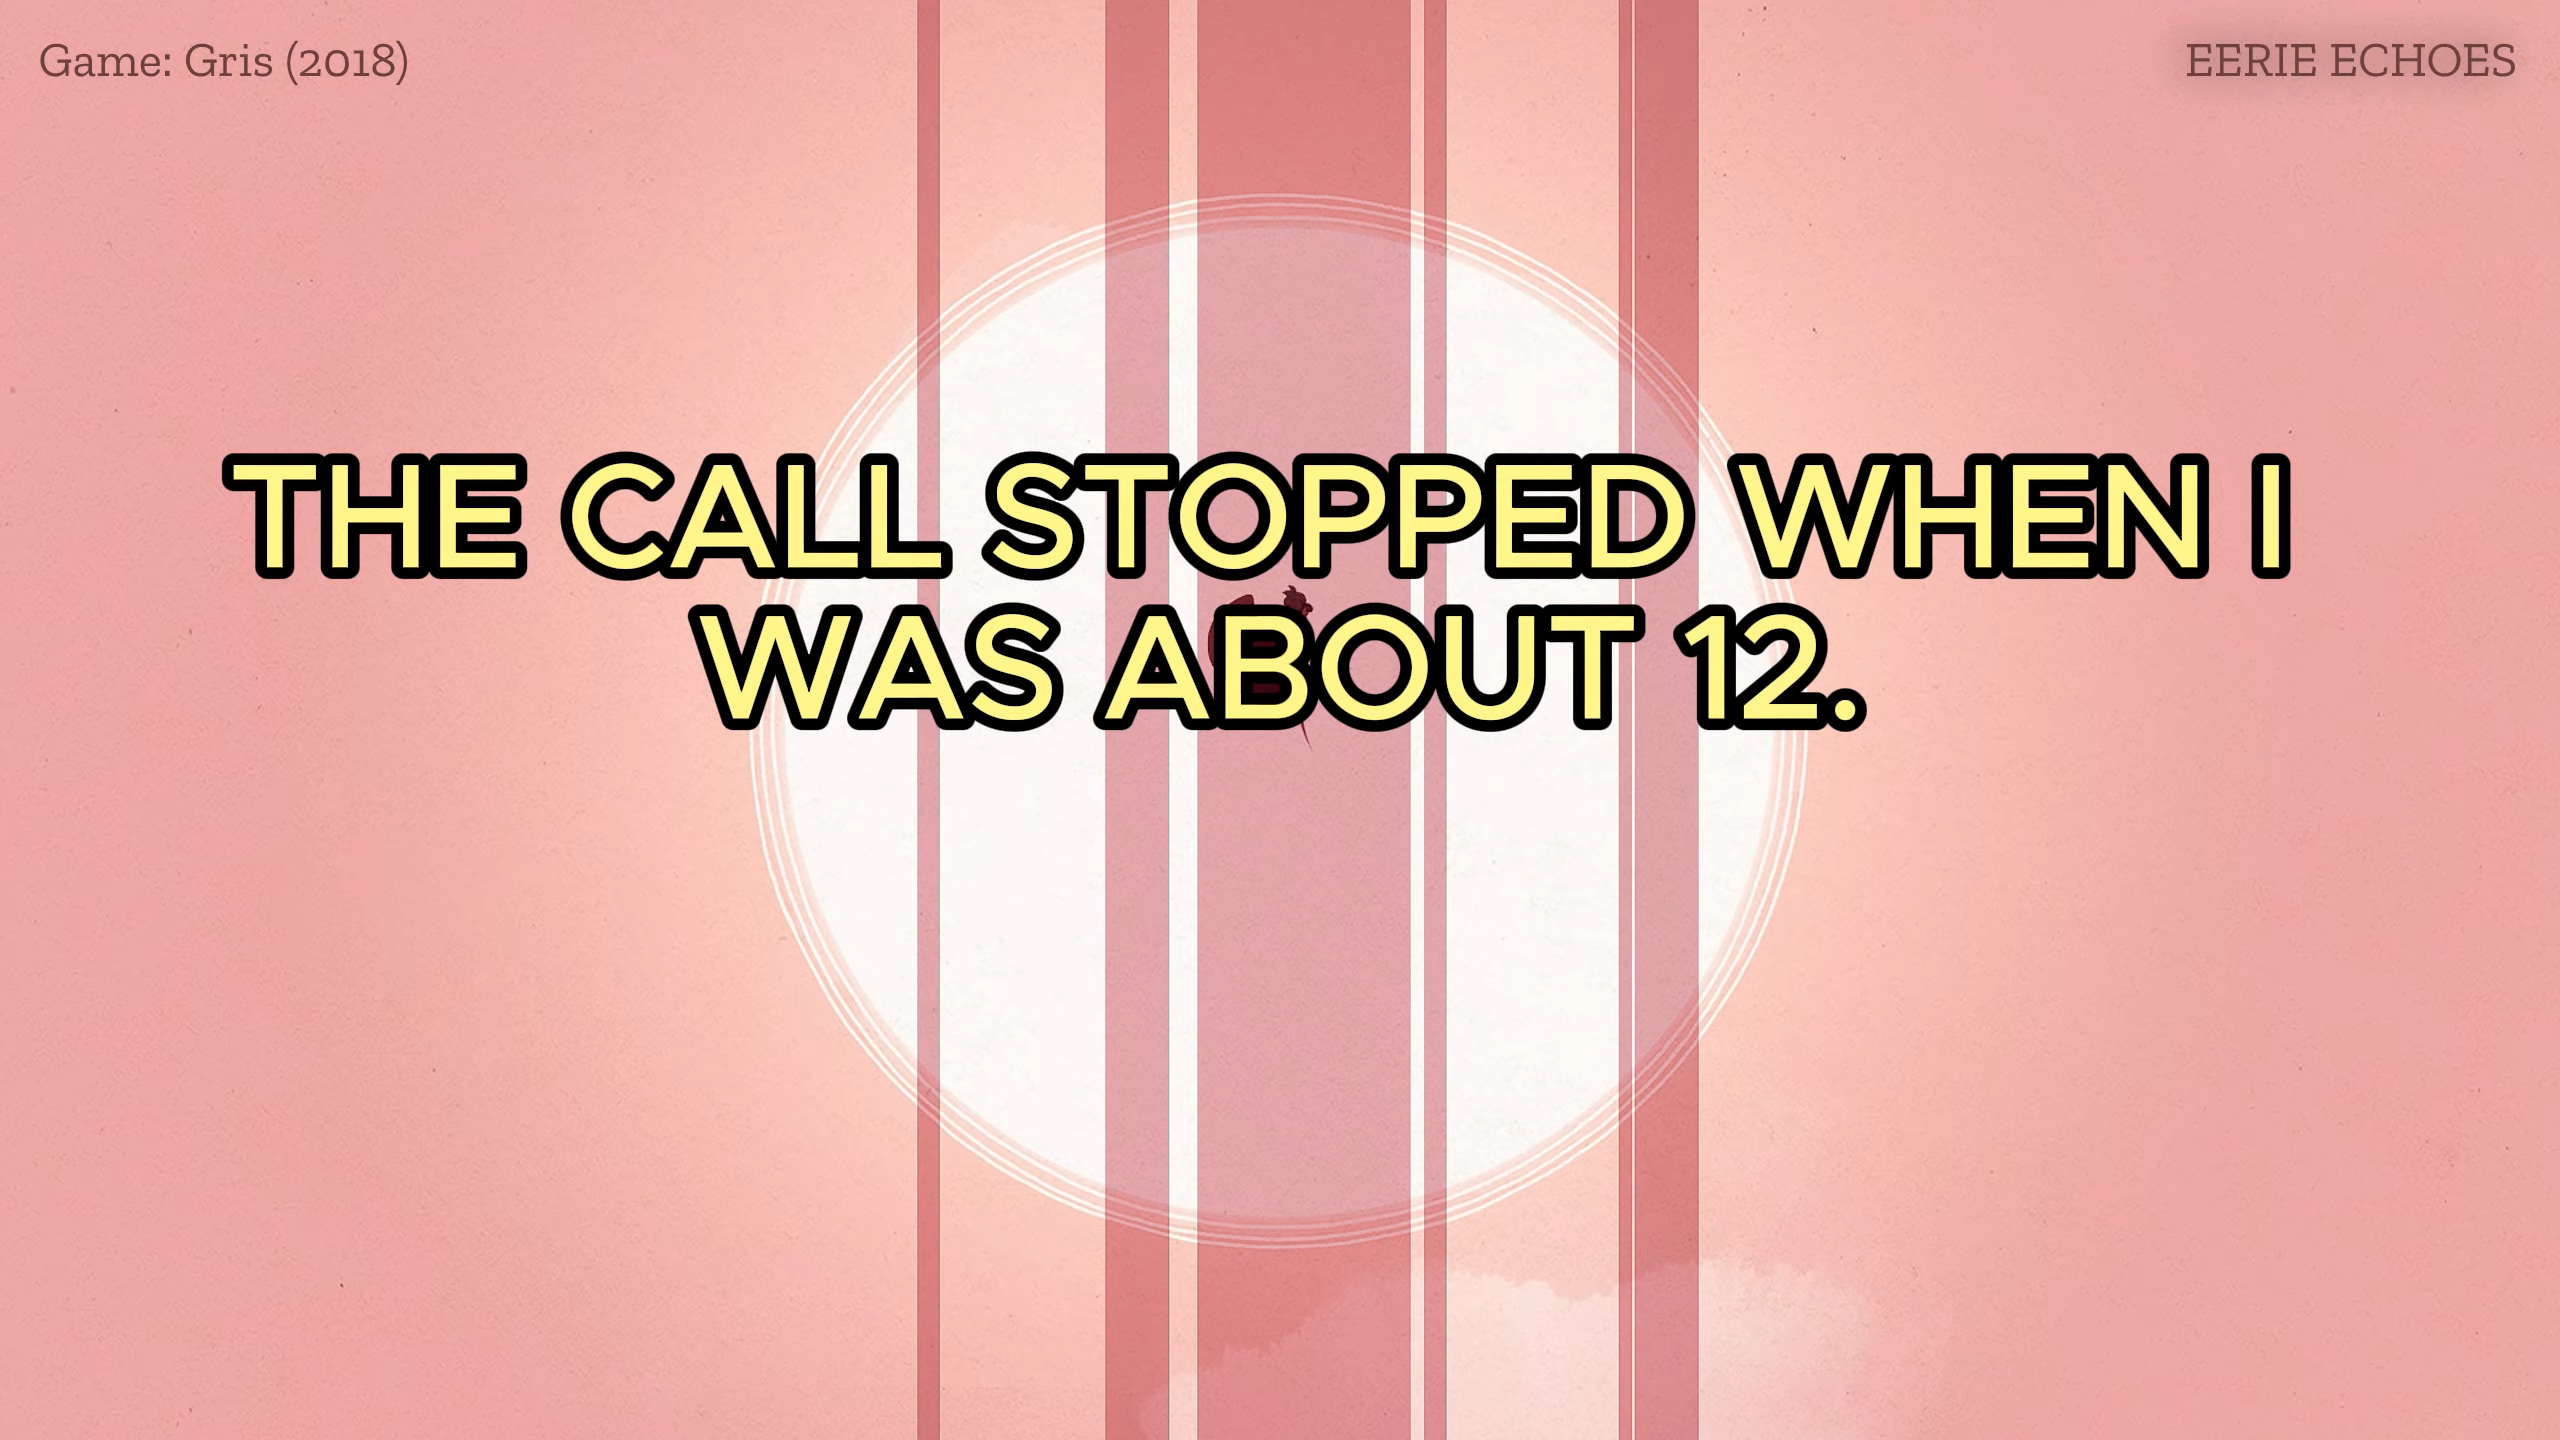 Game: Gris (2018)
EERIE ECHOES
THE CALL STOPPED WHEN I
WAS ABOUT 12.